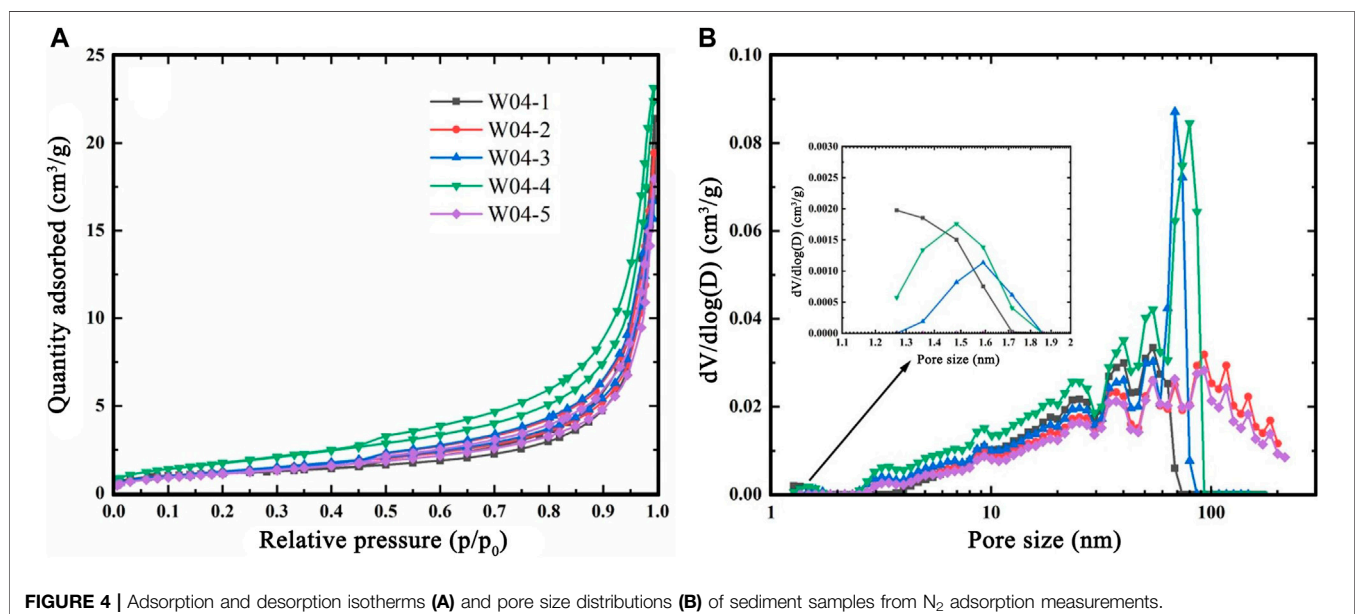 A
25
20
15
10
5
0
0.0 0.1 0.2 0.3 0.4 0.5 0.6 0.7 0.8 0.9 1.0
Quantity adsorbed (cm³/g)
Relative pressure (p/p₀)
W04-1
W04-2
W04-3
W04-4
W04-5
B
0.10
0.08
0.06
0.04
0.02
0.00
1 10 100
dV/dlog(D) (cm³/g)
Pore size (nm)
0.0030
0.0025
0.0020
0.0015
0.0010
0.0005
0.0000
1.1 1.2 1.3 1.4 1.5 1.6 1.7 1.8 1.9 2
dV/dlog(D) (cm³/g)
Pore size (nm)
FIGURE 4 | Adsorption and desorption isotherms (A) and pore size distributions (B) of sediment samples from N₂ adsorption measurements.